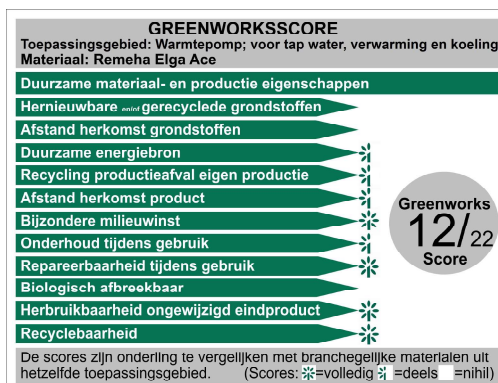 GREENWORKSSCORE
Toepassingsgebied: Warmtepomp; voor tap water, verwarming en koeling
Materiaal: Remeha Elga Ace
Duurzame materiaal- en productie eigenschappen
Hernieuwbare en/of gerecyclede grondstoffen
Afstand herkomst grondstoffen
Duurzame energiebron
Recycling productieafval eigen productie
Afstand herkomst product
Bijzondere milieuwinst
Onderhoud tijdens gebruik
Repareerbaarheid tijdens gebruik
Biologisch afbreekbaar
Herbruikbaarheid ongewijzigd eindproduct
Recyclebaarheid
Greenworks
12/22
Score
De scores zijn onderling te vergelijken met branchegelijke materialen uit
hetzelfde toepassingsgebied. (Scores: =volledig =deels =nihil)